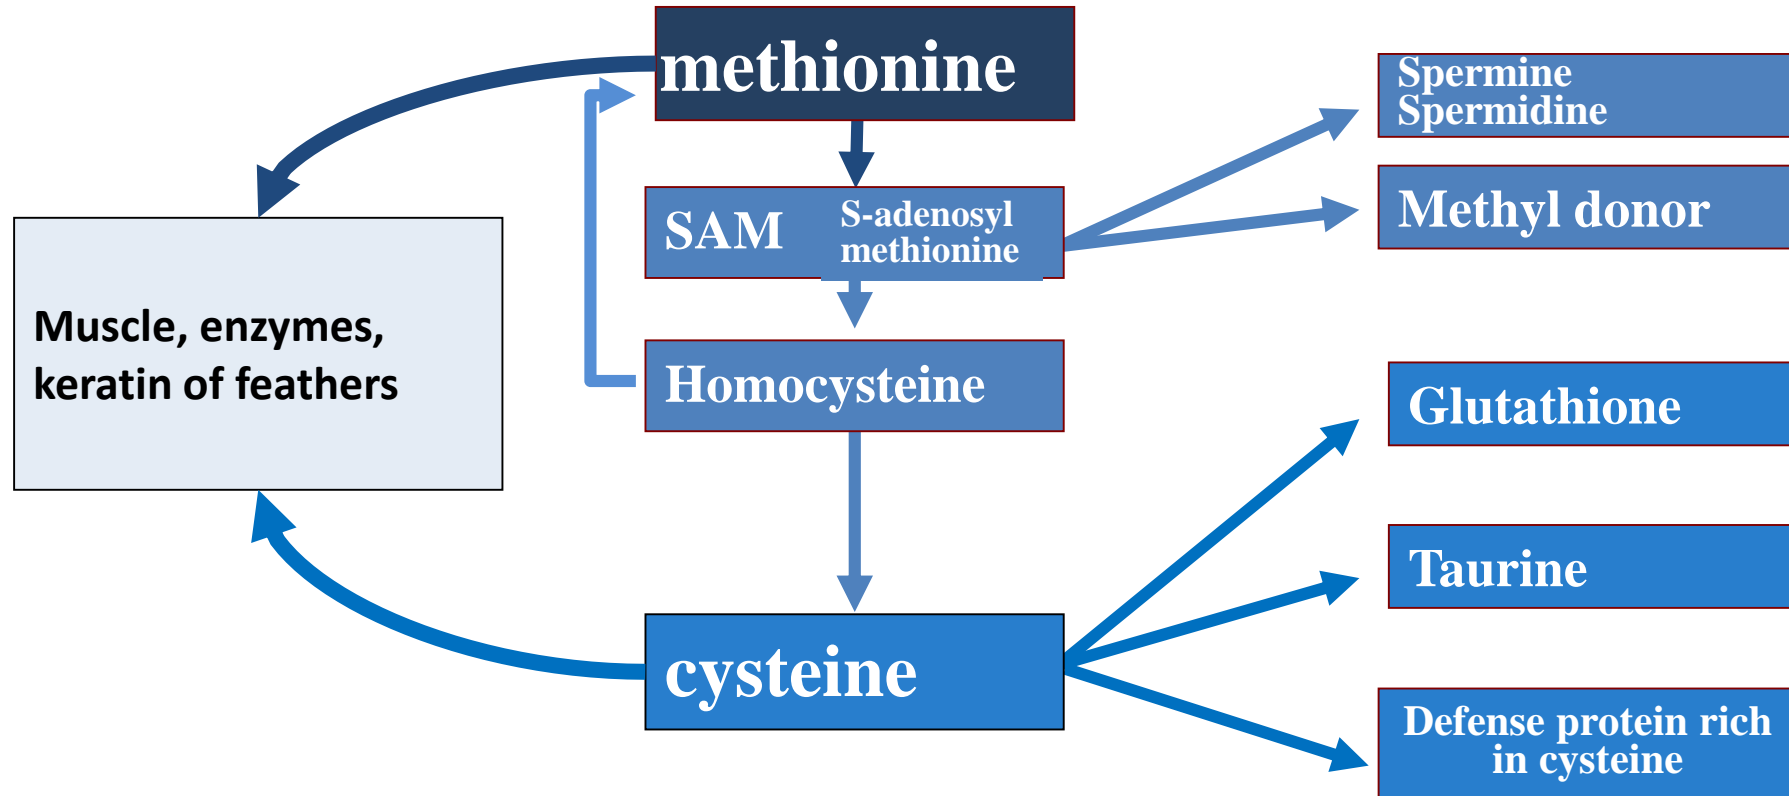 methionine
Spermine
Spermidine
SAM
S-adenosyl
methionine
Methyl donor
Muscle, enzymes,
keratin of feathers
Homocysteine
Glutathione
Taurine
cysteine
Defense protein rich
in cysteine